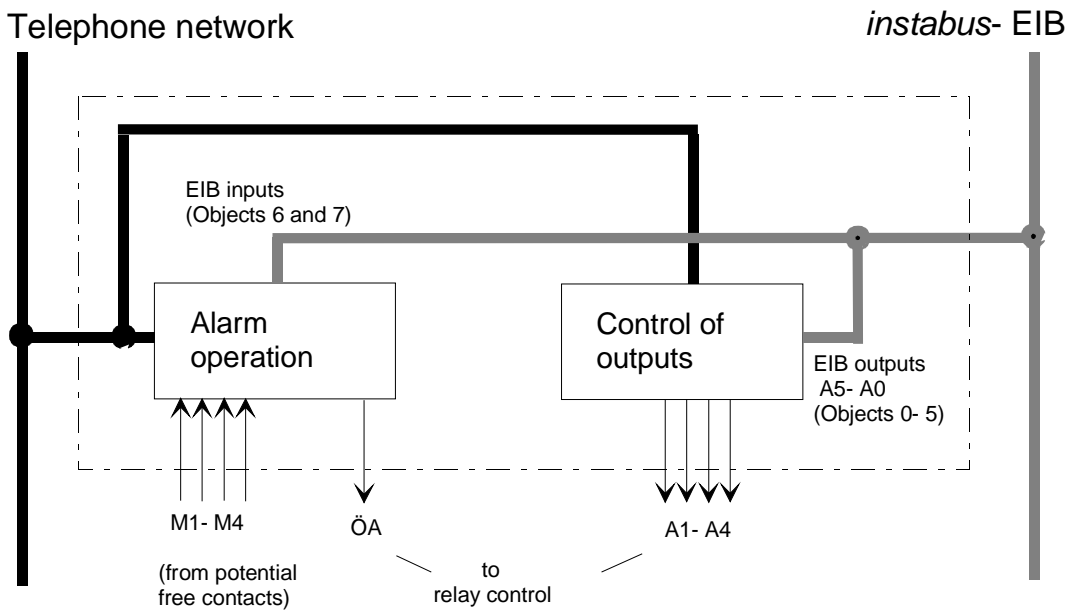 Telephone network
instabus- EIB
EIB inputs
(Objects 6 and 7)
Alarm
operation
Control of
outputs
EIB outputs
A5- A0
(Objects 0- 5)
M1- M4
ÖA
A1- A4
(from potential
free contacts)
to
relay control